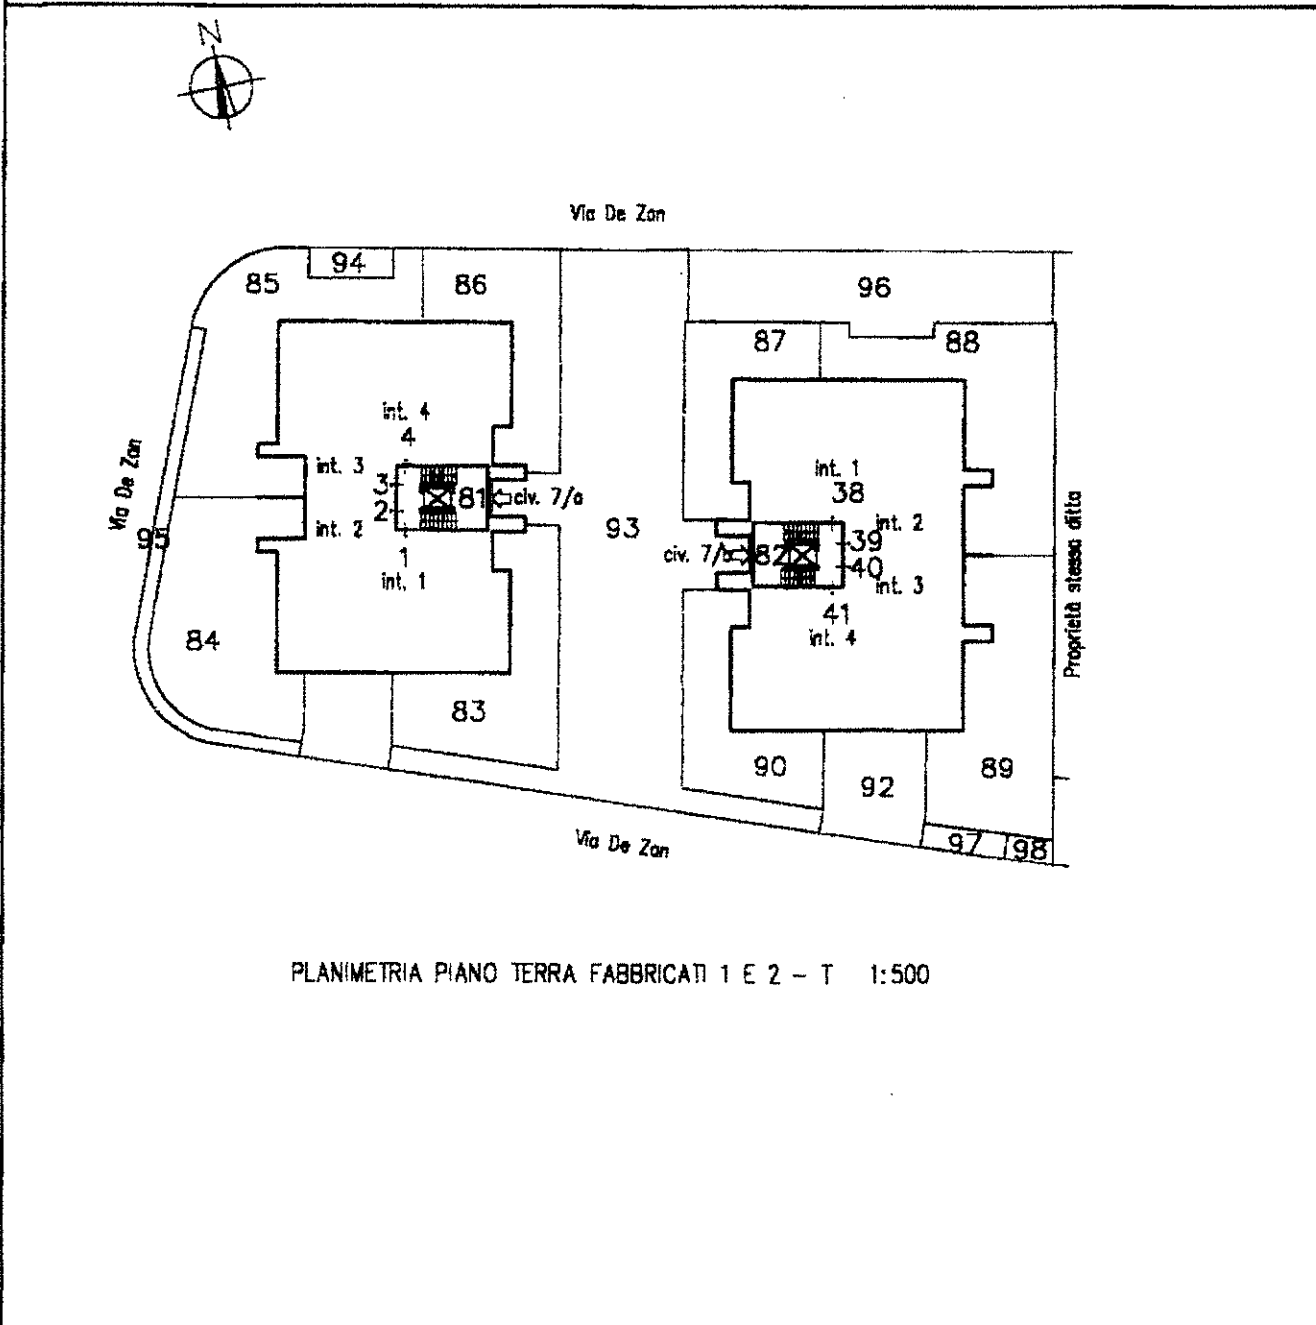 N
Via De Zan
94
85
86
96
87
88
int. 4
4
int. 3
3
81
civ. 7/a
2
int. 2
1
int. 1
Via De Zan
95
93
int. 1
38
int. 2
39
civ. 7/b
82
40
int. 3
41
int. 4
Proprietà stessa ditta
84
83
90
92
89
97
98
Via De Zan
PLANIMETRIA PIANO TERRA FABBRICATI 1 E 2 - T 1:500